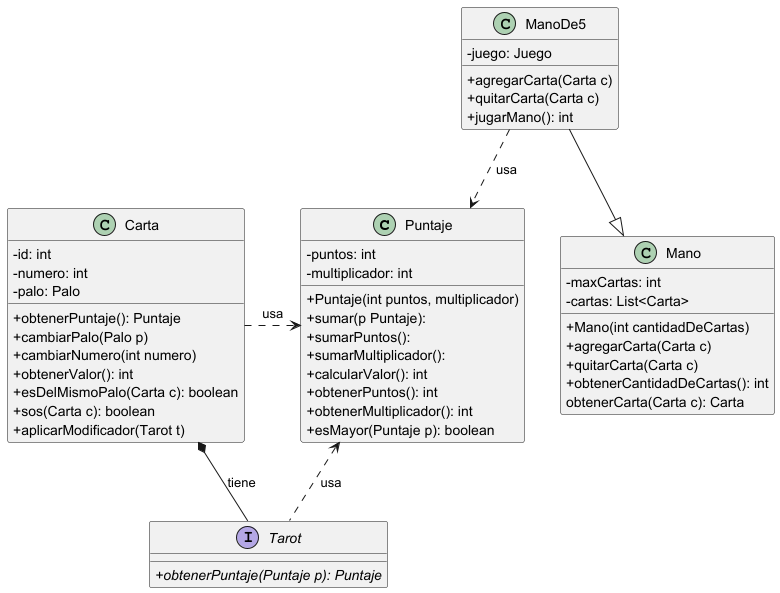 C ManoDe5
-juego: Juego
+agregarCarta(Carta c)
+quitarCarta(Carta c)
+jugarMano(): int
usa
C Carta
-id: int
-numero: int
-palo: Palo
+obtenerPuntaje(): Puntaje
+cambiarPalo(Palo p)
+cambiarNumero(int numero)
+obtenerValor(): int
+esDelMismoPalo(Carta c): boolean
+sos(Carta c): boolean
+aplicarModificador(Tarot t)
usa
C Puntaje
-puntos: int
-multiplicador: int
+Puntaje(int puntos, multiplicador)
+sumar(p Puntaje):
+sumarPuntos():
+sumarMultiplicador():
+calcularValor(): int
+obtenerPuntos(): int
+obtenerMultiplicador(): int
+esMayor(Puntaje p): boolean
C Mano
-maxCartas: int
-cartas: List<Carta>
+Mano(int cantidadDeCartas)
+agregarCarta(Carta c)
+quitarCarta(Carta c)
+obtenerCantidadDeCartas(): int
obtenerCarta(Carta c): Carta
tiene
usa
I Tarot
+obtenerPuntaje(Puntaje p): Puntaje